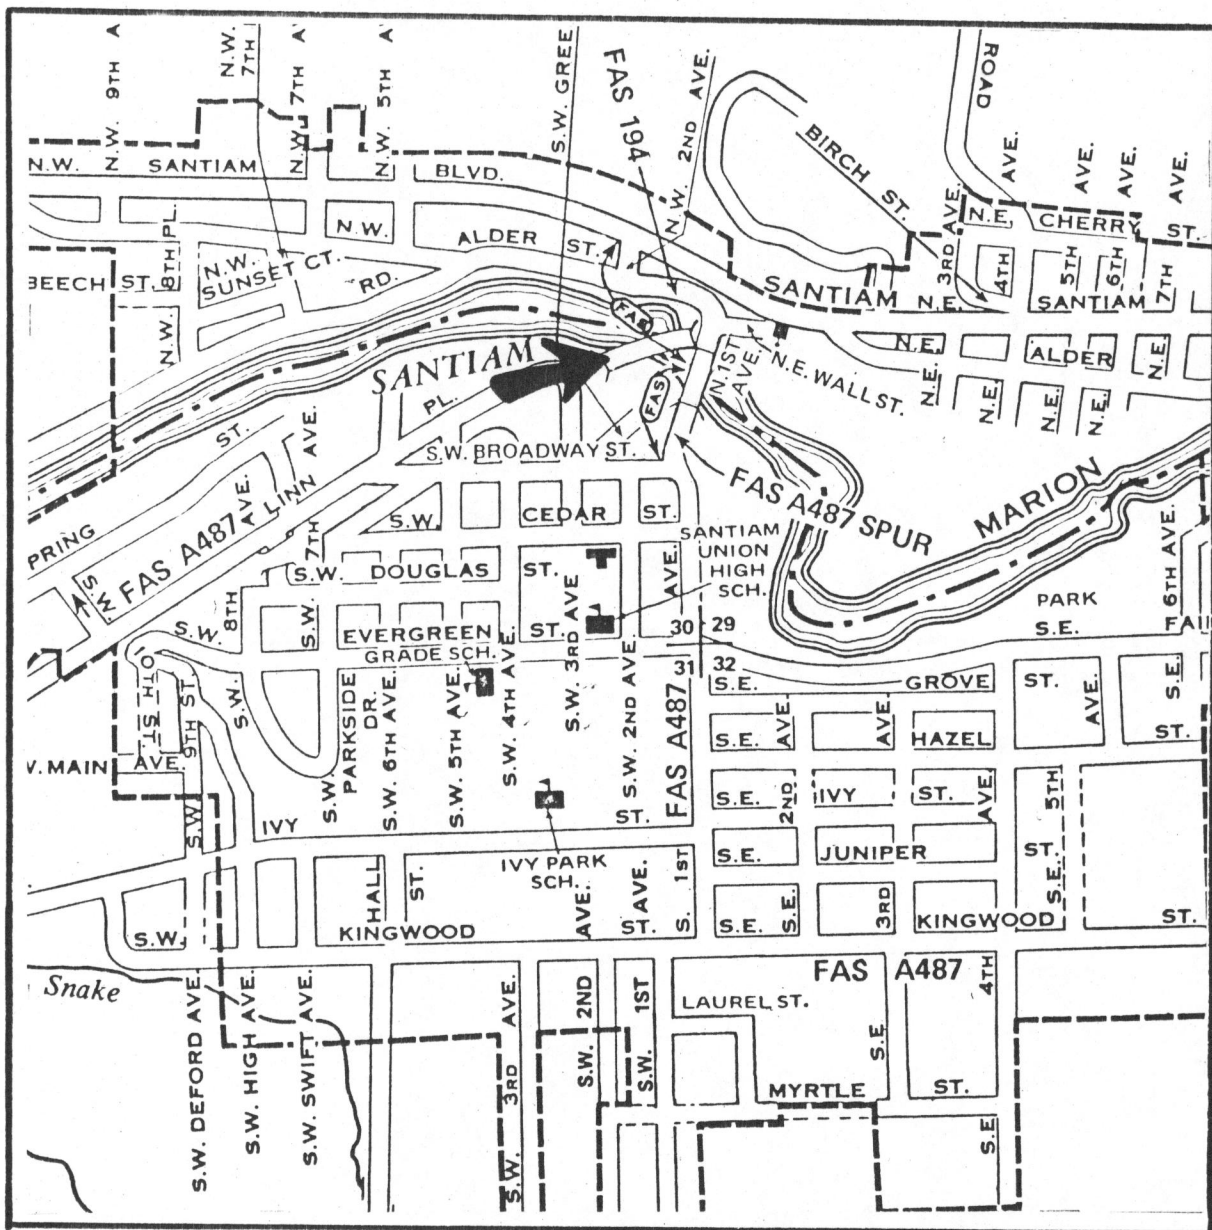 N.W. 9TH A
N.W. 7TH
N.W. 7TH A
N.W. 5TH A
S.W. GREE
FAS 194
N.W. 2ND AVE.
ROAD
BIRCH ST.
3RD AVE.
4TH AVE.
5TH AVE.
6TH AVE.
7TH AVE.
N.W. SANTIAM BLVD.
N.E. CHERRY ST.
N.W. ALDER ST.
N.W. 8TH PL.
N.W.
SUNSET CT.
RD.
BEECH ST.
SANTIAM
N.E. SANTIAM
FAS
N.E. ALDER
N.E.
N.E.
N.E.
N.E.
N.E.
N. 1ST AVE.
N.E. WALL ST.
SANTIAM
PL.
FAS
S.W. BROADWAY ST.
SPRING ST.
AVE.
LINN
FAS A487
S.W. AVE.
FAS A487 SPUR
MARION
S.W. CEDAR ST.
SANTIAM
UNION
HIGH
SCH.
S.W. 7TH
S.W. DOUGLAS ST.
AVE.
S.W. 8TH
S.W.
EVERGREEN
GRADE SCH.
ST.
30 29
31 32
PARK
S.E.
FAI
S.E. 6TH AVE.
S.E. GROVE ST.
10TH ST.
9TH ST.
S.W.
S.W. PARKSIDE
DR.
S.W. 6TH AVE.
S.W. 5TH AVE.
S.W. 4TH AVE.
S.W. 3RD AVE
S.W. 2ND AVE.
FAS A487
S.E. HAZEL ST.
W. MAIN AVE.
S.E. IVY ST.
S.E. 2ND AVE.
3RD AVE.
AVE.
S.E. 5TH AVE.
IVY ST.
IVY PARK
SCH.
S.E. JUNIPER ST.
HALL ST.
AVE.
AVE.
S. 1ST
S.W. KINGWOOD ST.
S.E. KINGWOOD ST.
Snake
FAS A487
4TH
LAUREL ST.
S.W. DEFORD AVE.
S.W. HIGH AVE.
S.W. SWIFT AVE.
S.W. 3RD AVE.
S.W. 2ND
S.W. 1ST
S.E
MYRTLE ST.
S.E